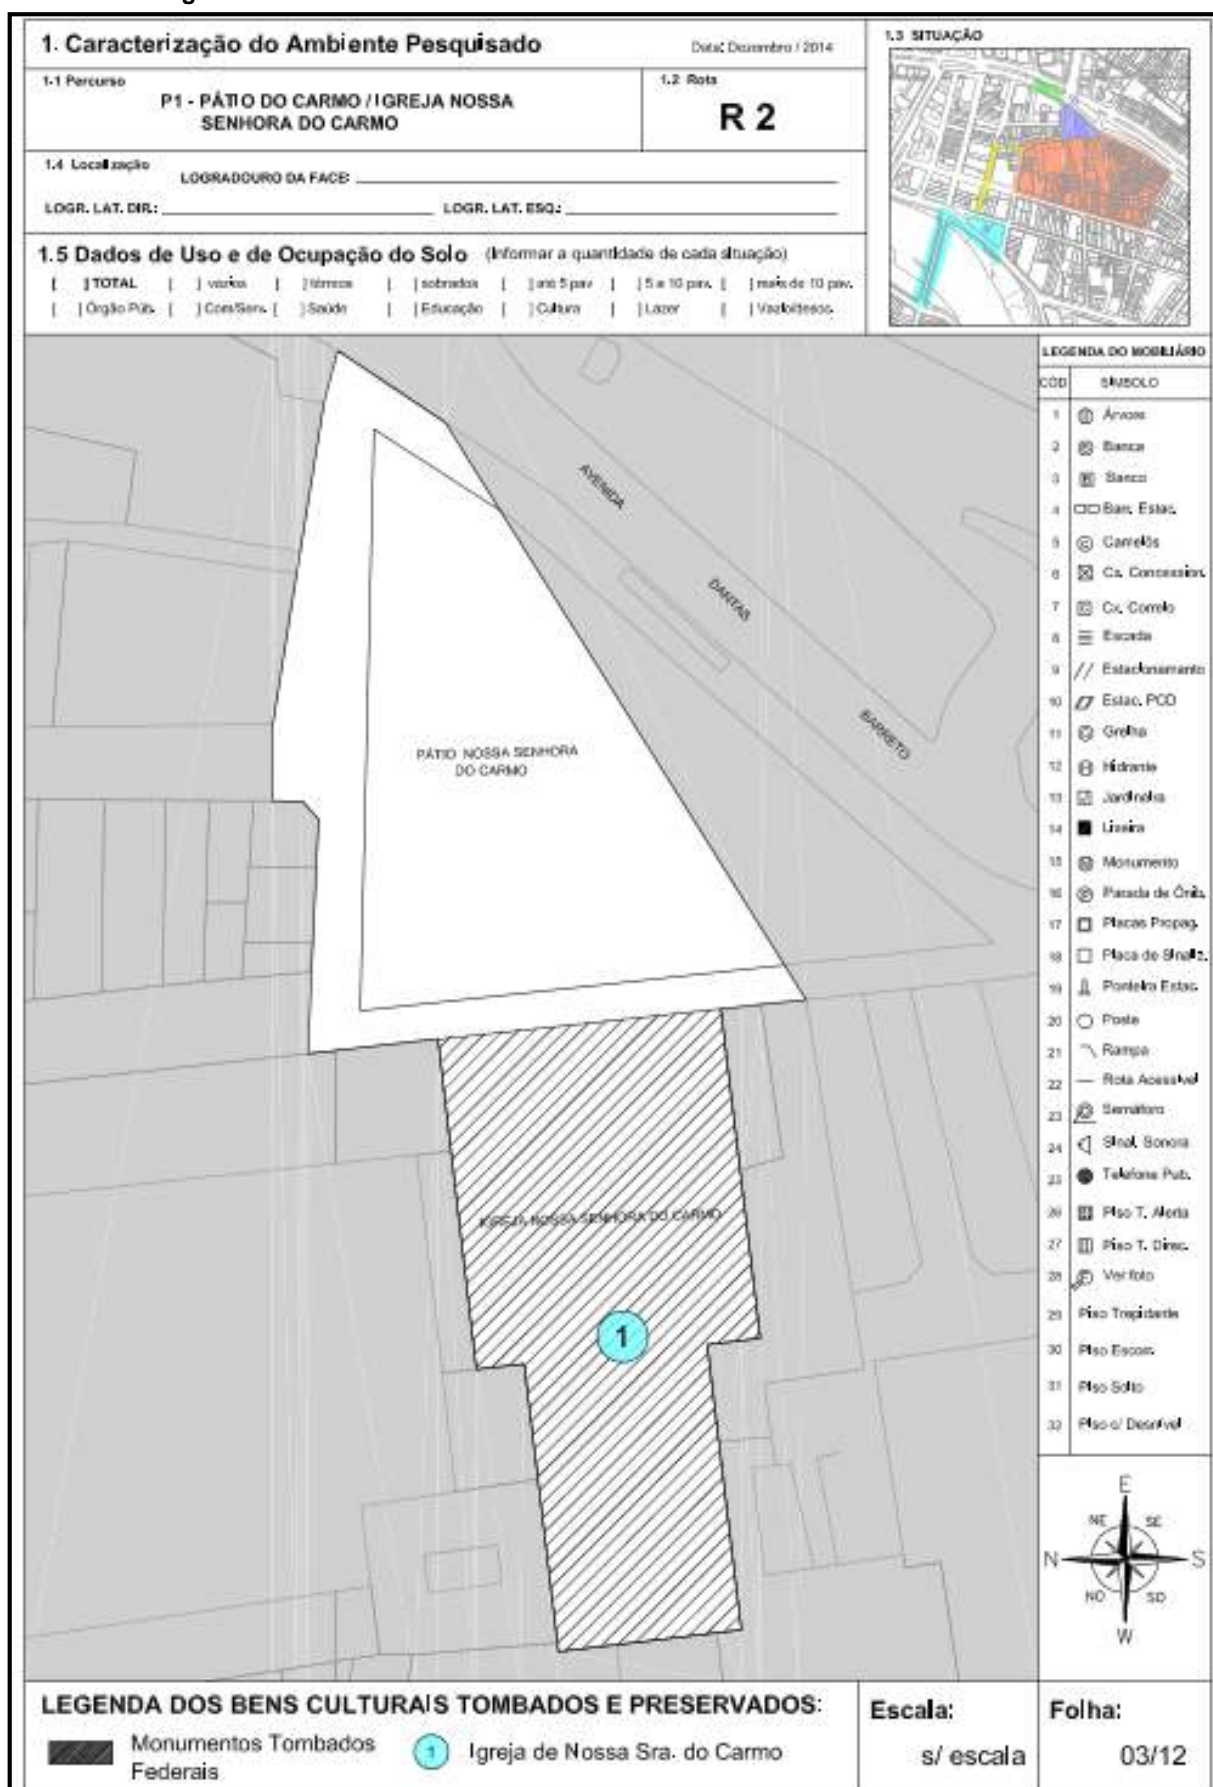 1. Caracterização do Ambiente Pesquisado
Data: Dezembro / 2014
1.1 Percurso
P1 - PÁTIO DO CARMO / IGREJA NOSSA
SENHORA DO CARMO
1.2 Rota
R 2
1.3 SITUAÇÃO
1.4 Localização
LOGRADOURO DA FACE:
LOGR. LAT. DIR.: LOGR. LAT. ESQ.:
1.5 Dados de Uso e de Ocupação do Solo (Informar a quantidade de cada situação)
[ ] TOTAL [ ] vazios [ ] térreos [ ] sobrados [ ] até 5 pav [ ] 5 a 10 pav. [ ] mais de 10 pav.
[ ] Órgão Púb. [ ] Com/Serv. [ ] Saúde [ ] Educação [ ] Cultura [ ] Lazer [ ] Vazio/desoc.
AVENIDA
DANTAS
BARRETO
PÁTIO NOSSA SENHORA
DO CARMO
IGREJA NOSSA SENHORA DO CARMO
1
LEGENDA DO MOBILIÁRIO
CÓD SÍMBOLO
1 Árvore
2 Banca
3 Banco
4 Barr. Estac.
5 Camelôs
6 Cx. Concession.
7 Cx. Correio
8 Escada
9 Estacionamento
10 Estac. PCD
11 Grelha
12 Hidrante
13 Jardineira
14 Lixeira
15 Monumento
16 Parada de Ônib.
17 Placas Propag.
18 Placa de Sinaliz.
19 Ponteira Estac.
20 Poste
21 Rampa
22 Rota Acessível
23 Semáforo
24 Sinal. Sonora
25 Telefone Pub.
26 Piso T. Alerta
27 Piso T. Direc.
28 Ver foto
29 Piso Trepidante
30 Piso Escorr.
31 Piso Solto
32 Piso c/ Desnível
E
NE SE
N S
NO SO
W
LEGENDA DOS BENS CULTURAIS TOMBADOS E PRESERVADOS:
Monumentos Tombados
Federais
1 Igreja de Nossa Sra. do Carmo
Escala:
s/ escala
Folha:
03/12